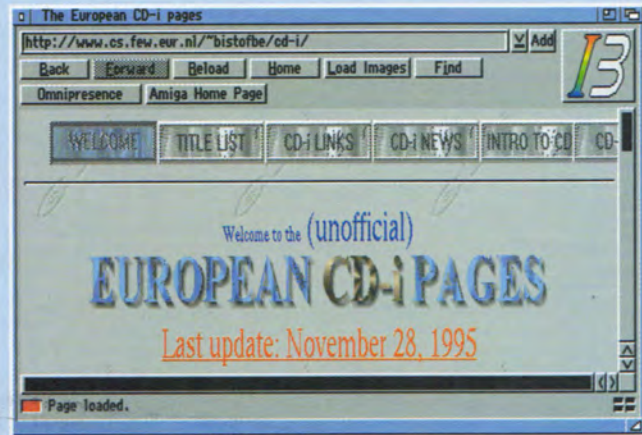 The European CD-i pages
http://www.cs.few.eur.nl/~bistofbe/cd-i/ Add
Back Forward Reload Home Load Images Find
Omnipresence Amiga Home Page
WELCOME TITLE LIST CD-i LINKS CD-i NEWS INTRO TO CD CD-
Welcome to the (unofficial)
EUROPEAN CD-i PAGES
Last update: November 28, 1995
Page loaded.